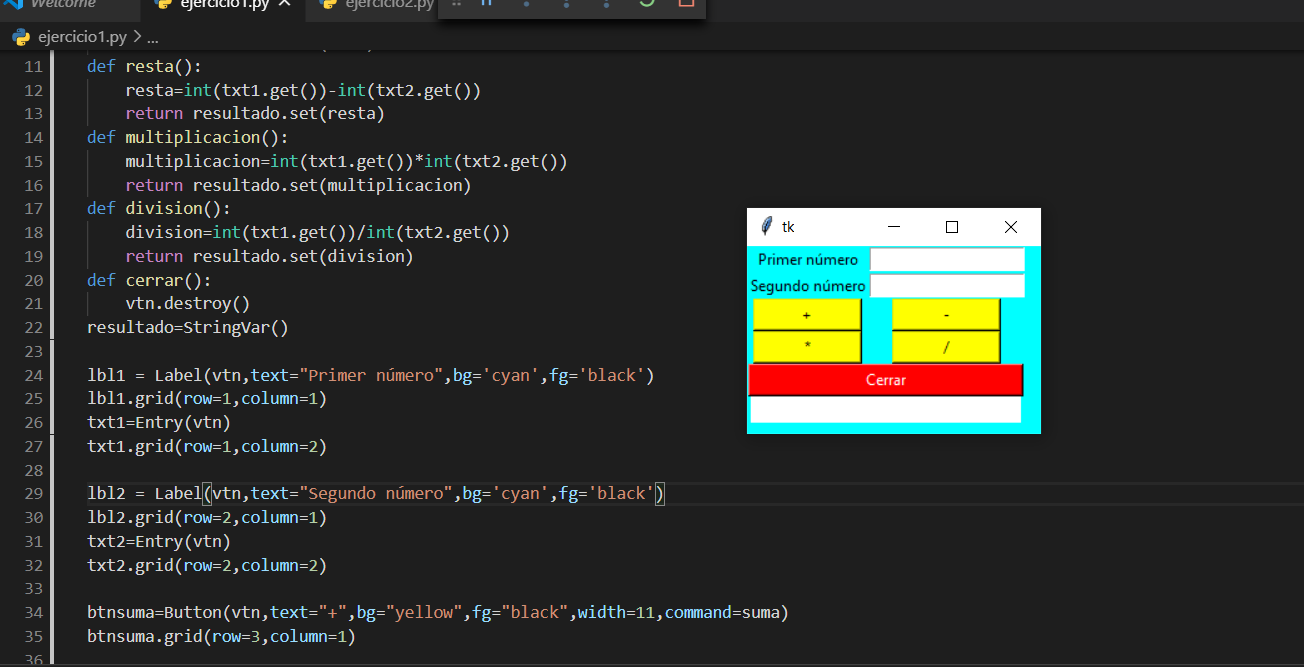 Welcome ejercicio1.py ejercicio2.py
ejercicio1.py > ...
11 def resta():
12 resta=int(txt1.get())-int(txt2.get())
13 return resultado.set(resta)
14 def multiplicacion():
15 multiplicacion=int(txt1.get())*int(txt2.get())
16 return resultado.set(multiplicacion)
17 def division():
18 division=int(txt1.get())/int(txt2.get())
19 return resultado.set(division)
20 def cerrar():
21 vtn.destroy()
22 resultado=StringVar()
23
24 lbl1 = Label(vtn,text="Primer número",bg='cyan',fg='black')
25 lbl1.grid(row=1,column=1)
26 txt1=Entry(vtn)
27 txt1.grid(row=1,column=2)
28
29 lbl2 = Label(vtn,text="Segundo número",bg='cyan',fg='black')
30 lbl2.grid(row=2,column=1)
31 txt2=Entry(vtn)
32 txt2.grid(row=2,column=2)
33
34 btnsuma=Button(vtn,text="+",bg="yellow",fg="black",width=11,command=suma)
35 btnsuma.grid(row=3,column=1)
36
tk
Primer número
Segundo número
+ -
* /
Cerrar